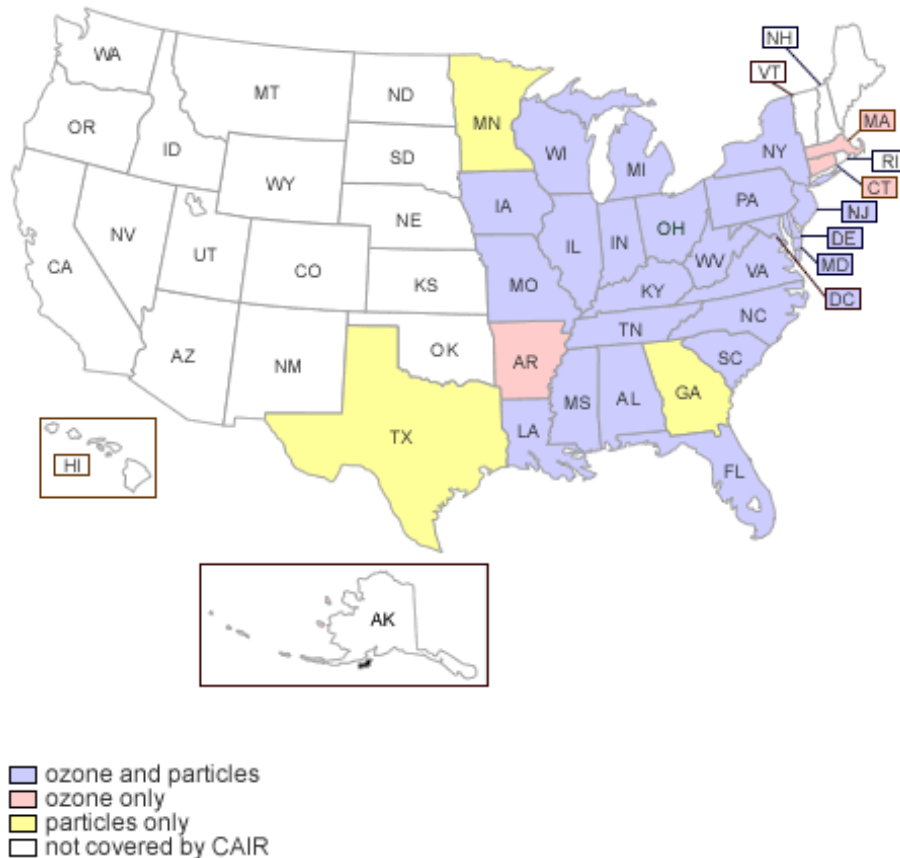 WA
NH
MT
ND
VT
MN
OR
MA
ID
SD
WI
NY
RI
WY
MI
CT
IA
PA
NE
NJ
NV
UT
IL
IN
OH
DE
CA
CO
WV
MD
KS
MO
VA
KY
DC
NC
TN
OK
AZ
NM
AR
SC
MS
AL
GA
LA
TX
HI
FL
AK
ozone and particles
ozone only
particles only
not covered by CAIR